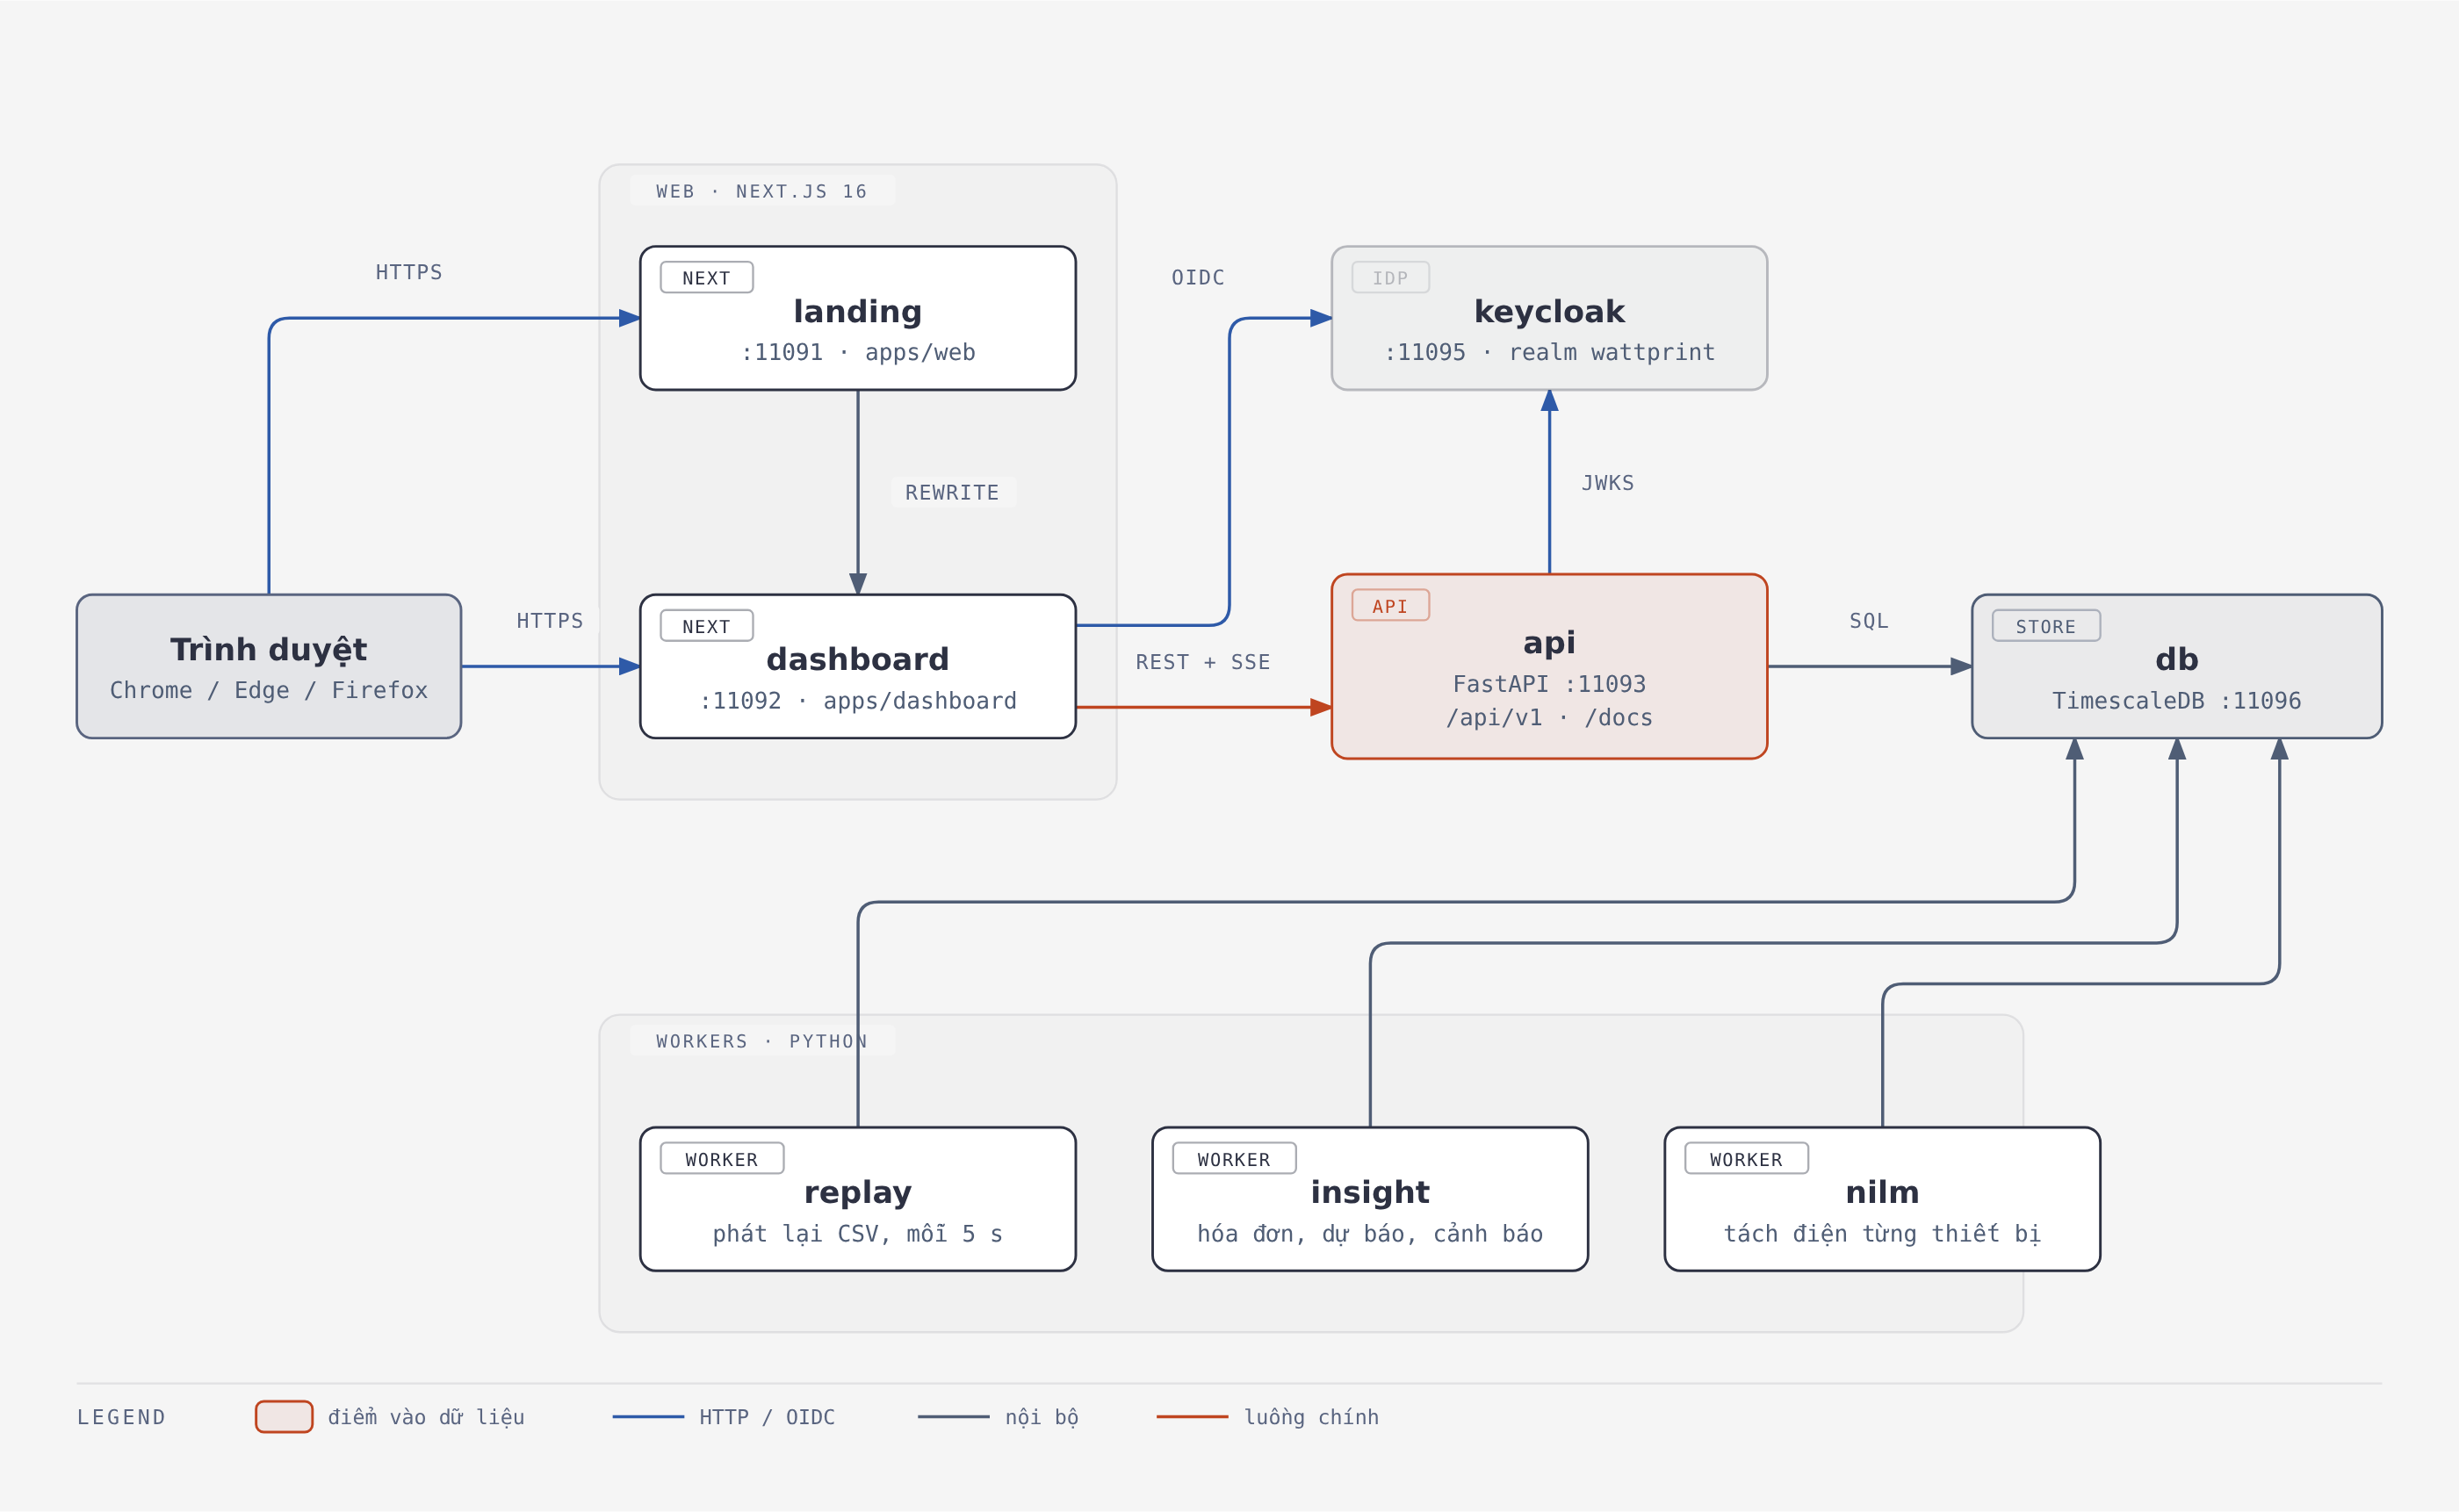 WEB · NEXT.JS 16
HTTPS
NEXT
landing
:11091 · apps/web
OIDC
IDP
keycloak
:11095 · realm wattprint
REWRITE
JWKS
Trình duyệt
Chrome / Edge / Firefox
HTTPS
NEXT
dashboard
:11092 · apps/dashboard
REST + SSE
API
api
FastAPI :11093
/api/v1 · /docs
SQL
STORE
db
TimescaleDB :11096
WORKERS · PYTHON
WORKER
replay
phát lại CSV, mỗi 5 s
WORKER
insight
hóa đơn, dự báo, cảnh báo
WORKER
nilm
tách điện từng thiết bị
LEGEND
điểm vào dữ liệu
HTTP / OIDC
nội bộ
luồng chính